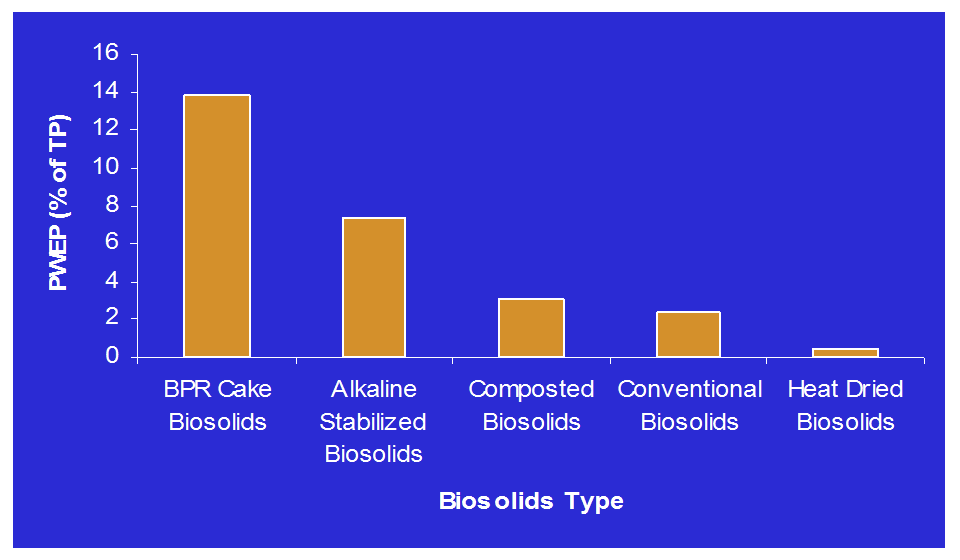 16
14
12
10
8
6
4
2
0
PWEP (% of TP)
BPR Cake
Biosolids
Alkaline
Stabilized
Biosolids
Composted
Biosolids
Conventional
Biosolids
Heat Dried
Biosolids
Biosolids Type